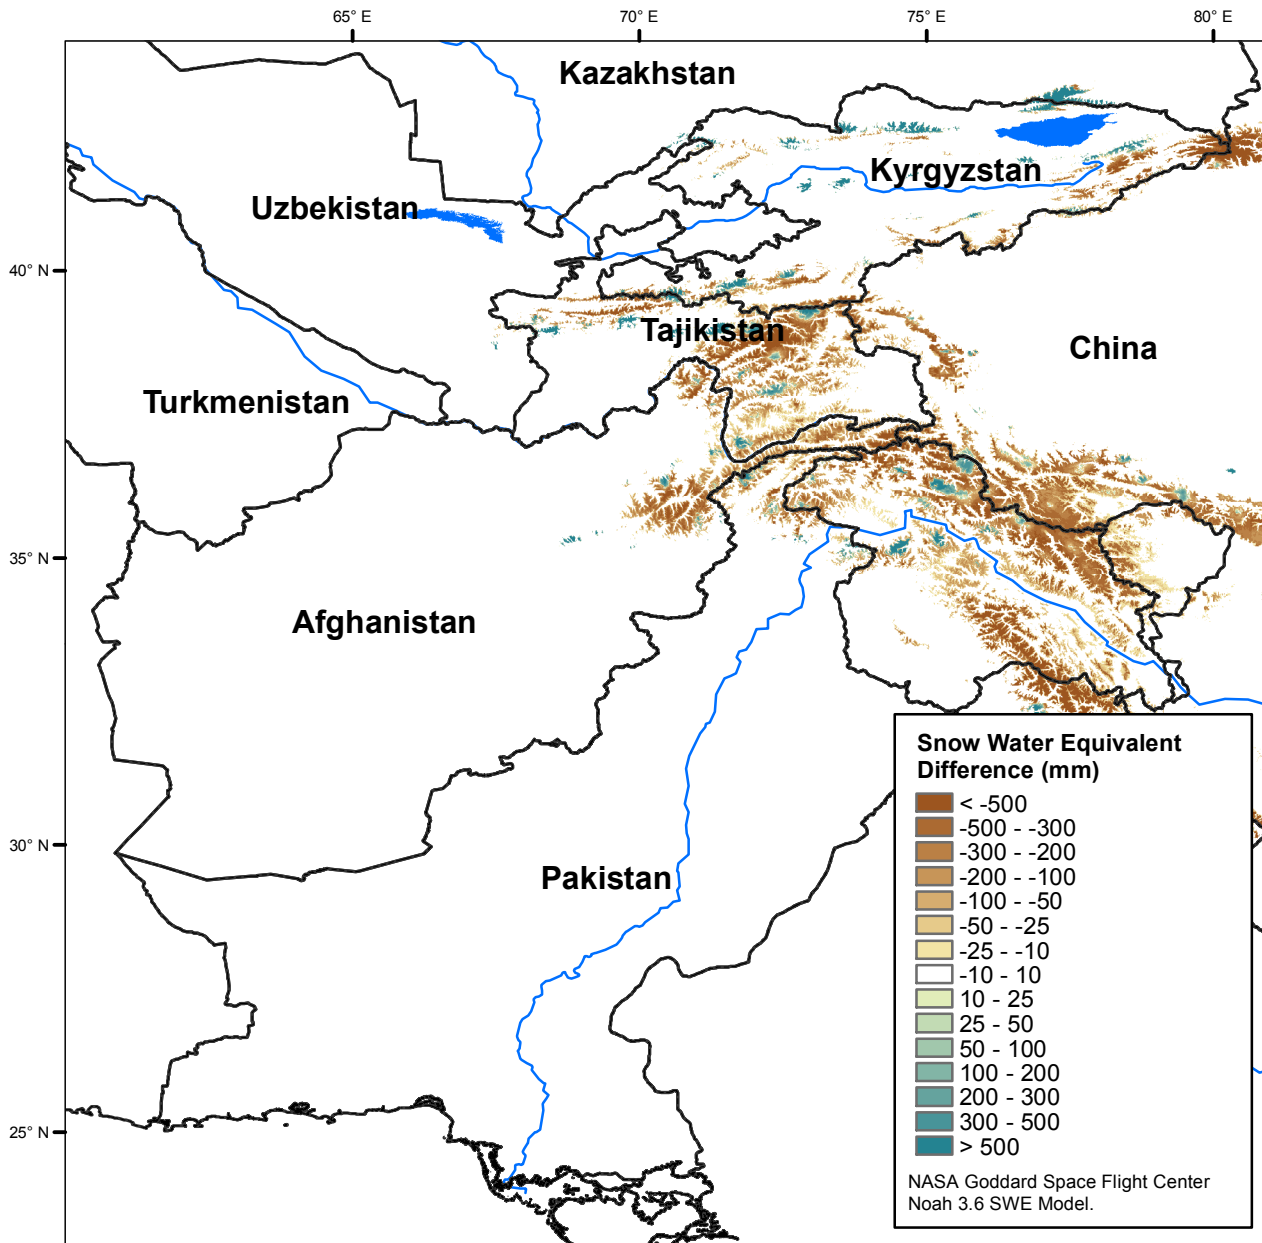 65° E
70° E
75° E
80° E
Kazakhstan
Kyrgyzstan
Uzbekistan
40° N
Tajikistan
China
Turkmenistan
35° N
Afghanistan
30° N
Pakistan
25° N
Snow Water Equivalent
Difference (mm)
< -500
-500 - -300
-300 - -200
-200 - -100
-100 - -50
-50 - -25
-25 - -10
-10 - 10
10 - 25
25 - 50
50 - 100
100 - 200
200 - 300
300 - 500
> 500
NASA Goddard Space Flight Center
Noah 3.6 SWE Model.